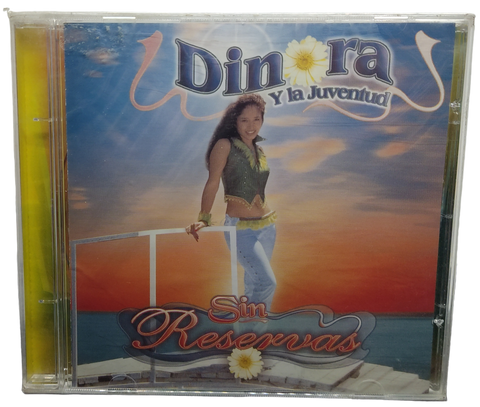 Dinora
Y la Juventud
Sin
Reservas